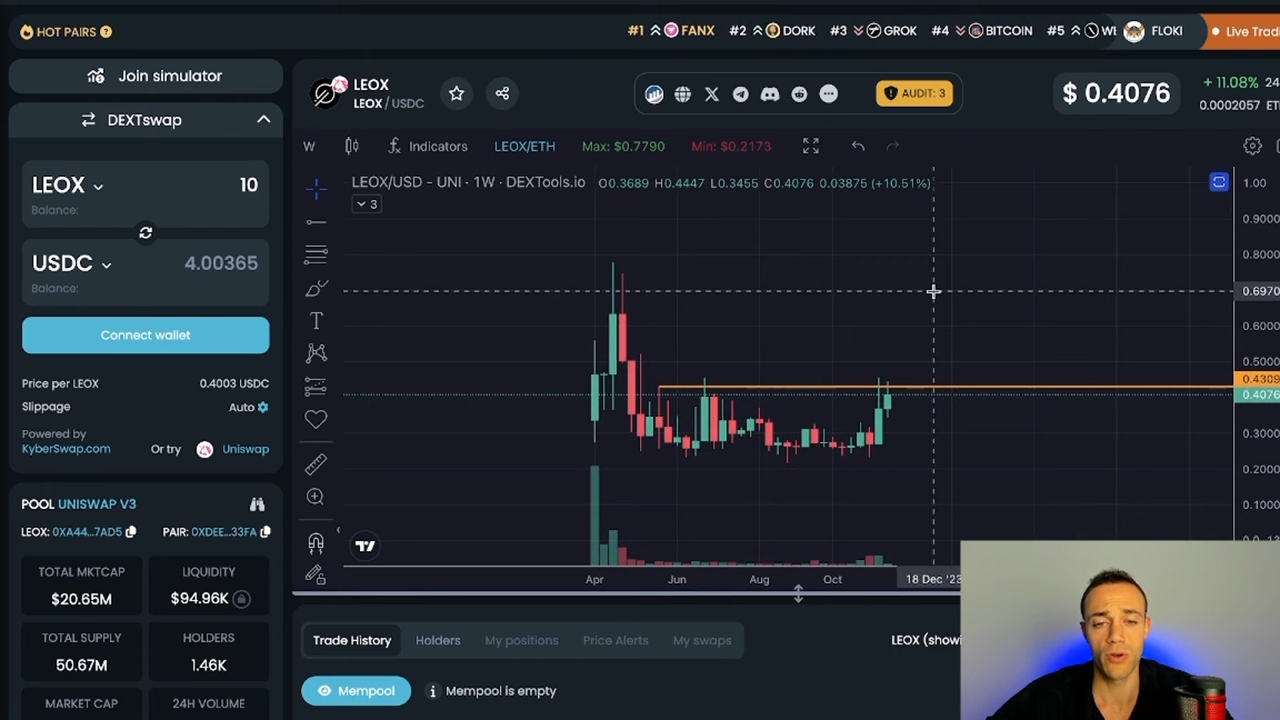 HOT PAIRS ?
#1 FANX #2 DORK #3 GROK #4 BITCOIN #5 FLOKI
Live Tradi
Join simulator
DEXTswap
LEOX 10
Balance:
USDC 4.00365
Balance:
Connect wallet
Price per LEOX 0.4003 USDC
Slippage Auto
Powered by
KyberSwap.com Or try Uniswap
POOL UNISWAP V3
LEOX: 0XA44...7AD5 PAIR: 0XDEE...33FA
TOTAL MKTCAP LIQUIDITY
$20.65M $94.96K
TOTAL SUPPLY HOLDERS
50.67M 1.46K
MARKET CAP 24H VOLUME
LEOX
LEOX / USDC
AUDIT: 3
$ 0.4076
+ 11.08% 24
0.0002057 ET
W Indicators LEOX/ETH Max: $0.7790 Min: $0.2173
LEOX/USD - UNI · 1W · DEXTools.io O0.3689 H0.4447 L0.3455 C0.4076 0.03875 (+10.51%)
3
T
1.00
0.9000
0.8000
0.6970
0.6000
0.5000
0.4309
0.4076
0.3000
0.2000
0.1000
Apr Jun Aug Oct 18 Dec '23
Trade History Holders My positions Price Alerts My swaps
LEOX (showi
Mempool i Mempool is empty